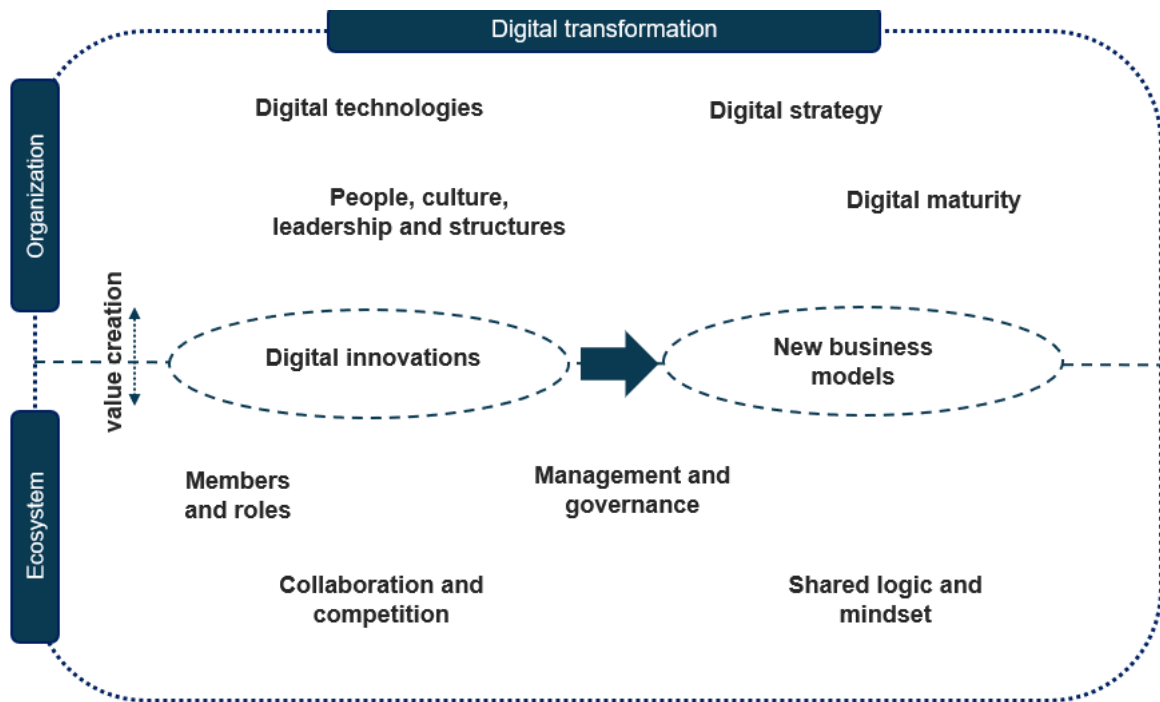 Digital transformation
Digital technologies
Digital strategy
Organization
People, culture,
leadership and structures
Digital maturity
value creation
Digital innovations
New business
models
Ecosystem
Members
and roles
Management and
governance
Collaboration and
competition
Shared logic and
mindset